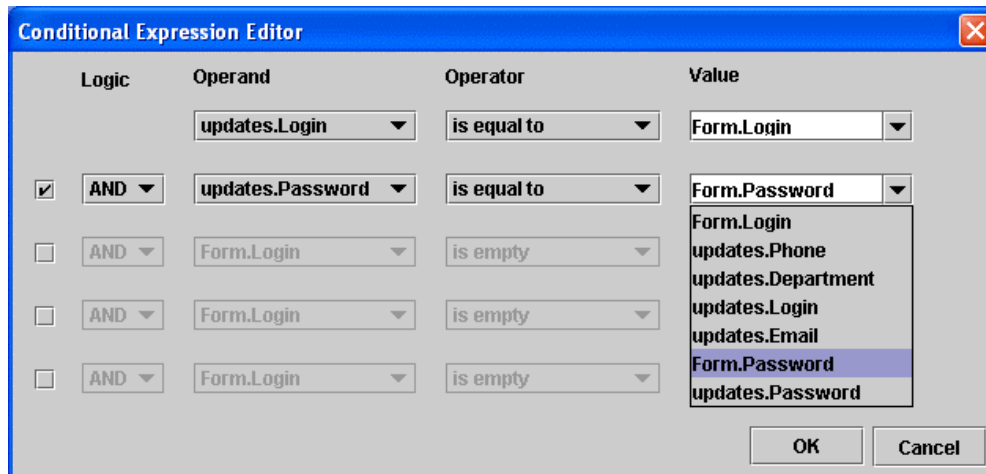 Conditional Expression Editor
Logic Operand Operator Value
updates.Login is equal to Form.Login
AND updates.Password is equal to Form.Password
Form.Login
updates.Phone
updates.Department
updates.Login
updates.Email
Form.Password
updates.Password
AND Form.Login is empty
AND Form.Login is empty
AND Form.Login is empty
OK Cancel